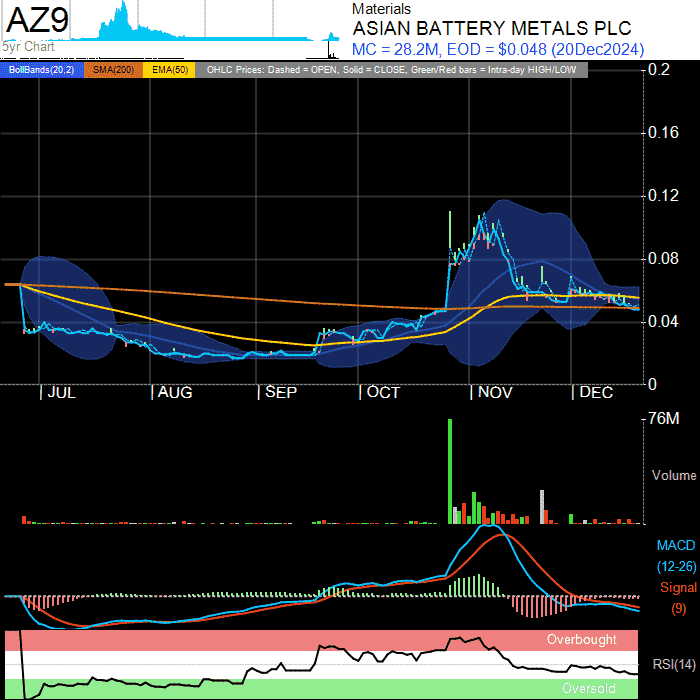 AZ9
5yr Chart
Materials
ASIAN BATTERY METALS PLC
MC = 28.2M, EOD = $0.048 (20Dec2024)
BollBands(20,2) SMA(200) EMA(50) OHLC Prices: Dashed = OPEN, Solid = CLOSE, Green/Red bars = Intra-day HIGH/LOW
0.2
0.16
0.12
0.08
0.04
0
JUL AUG SEP OCT NOV DEC
76M
Volume
MACD
(12-26)
Signal
(9)
Overbought
RSI(14)
Oversold